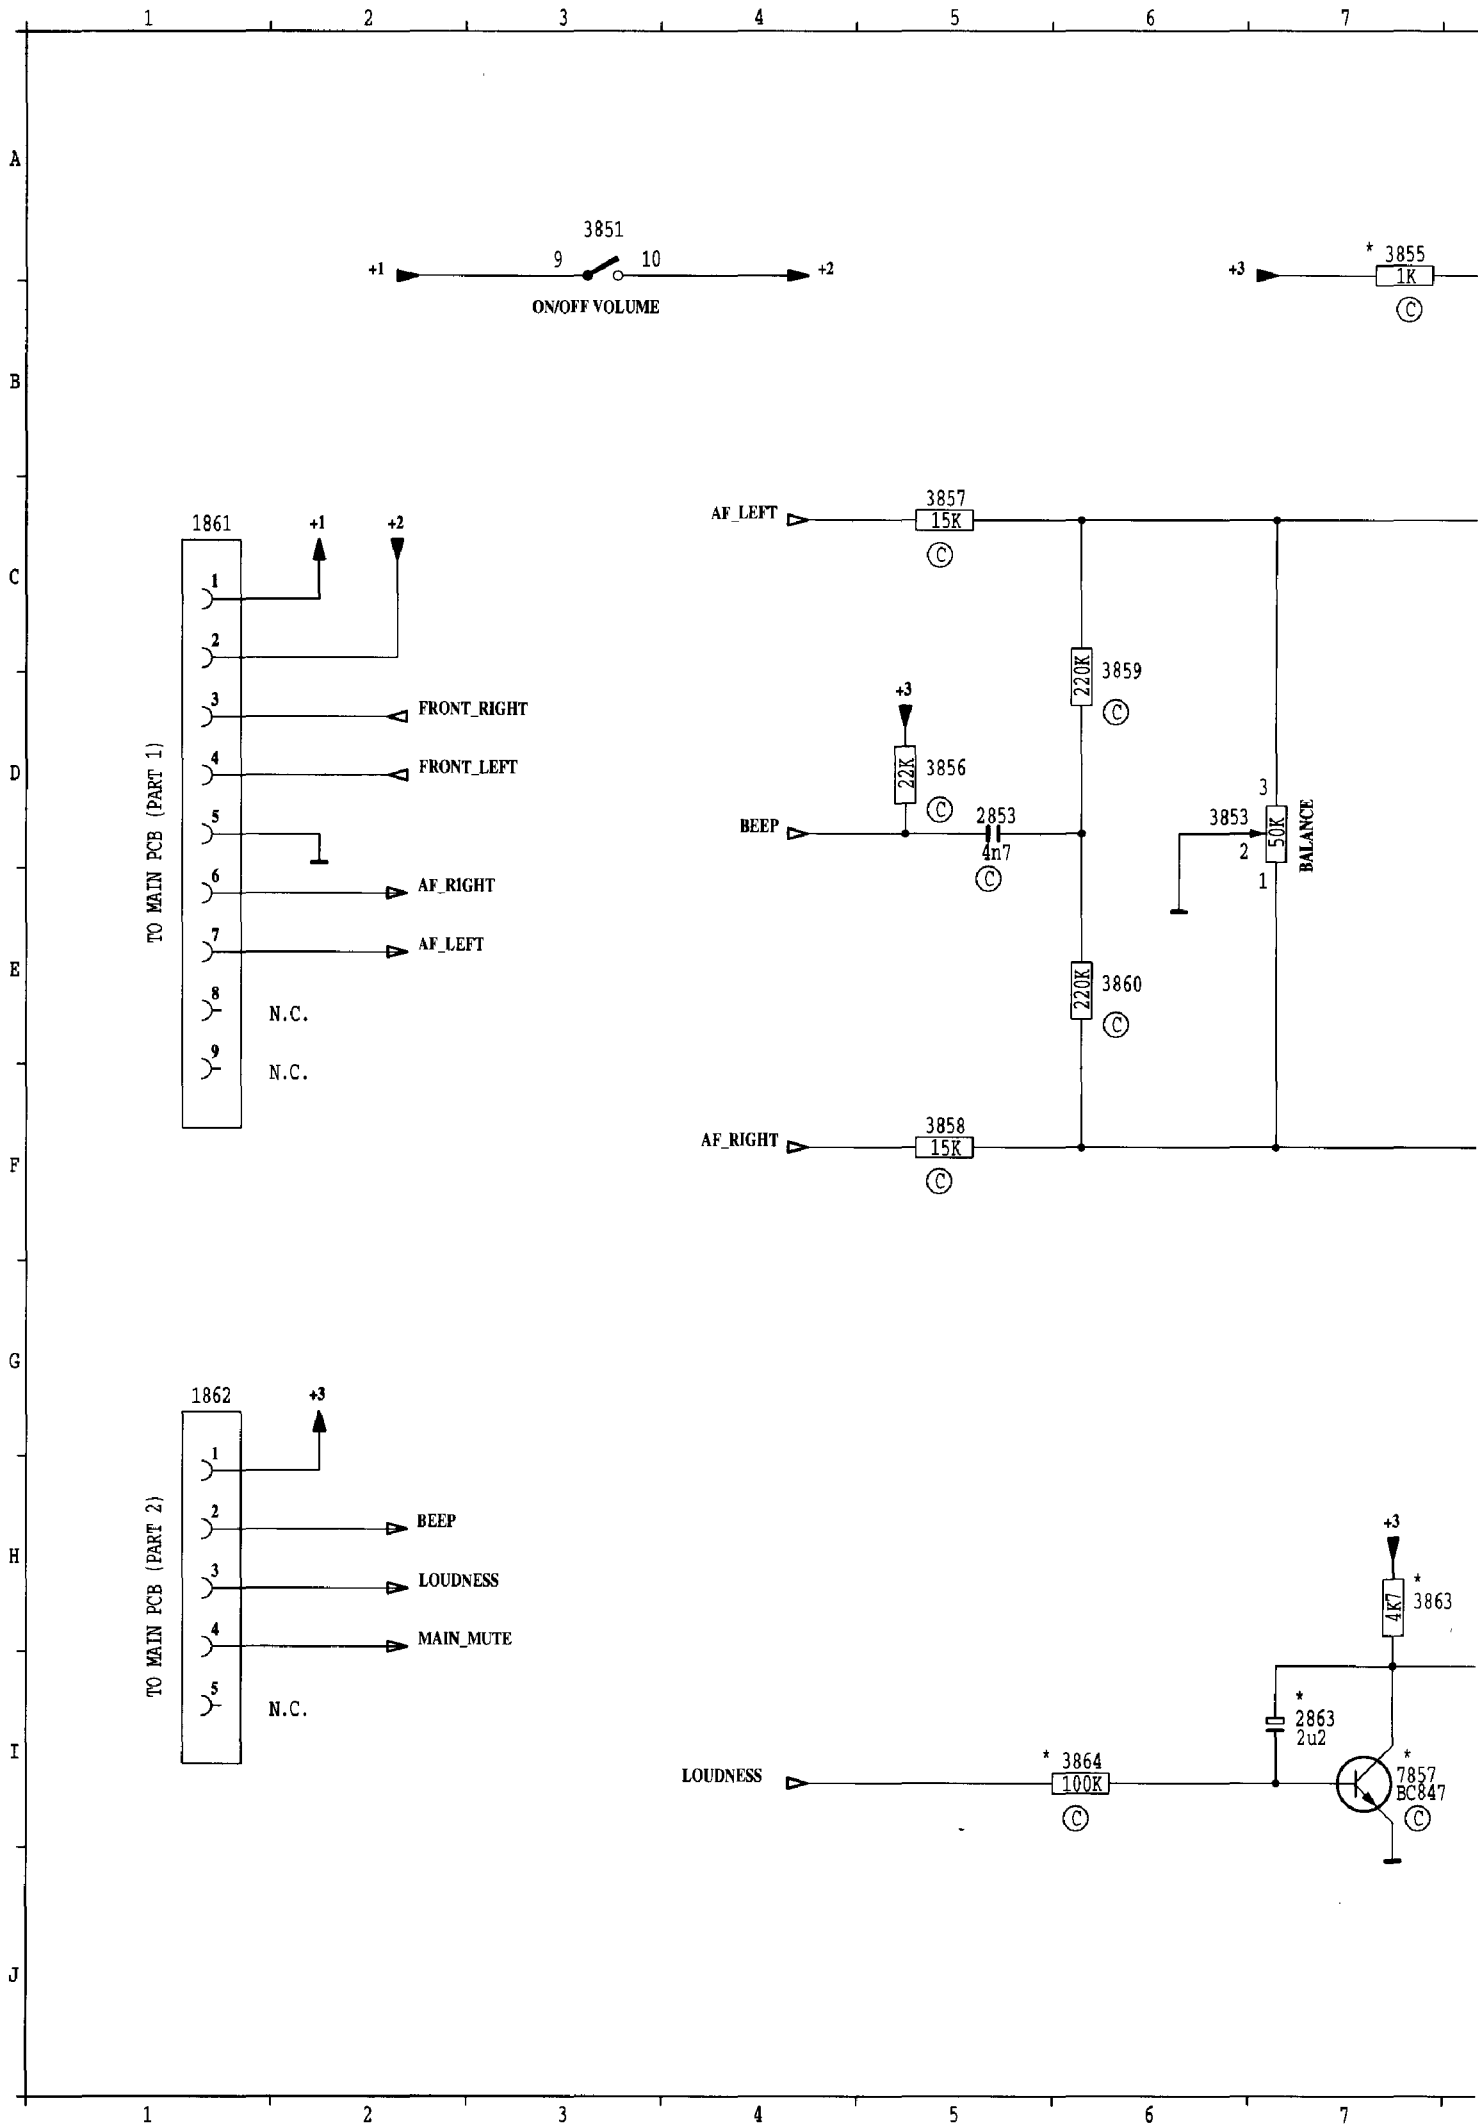 1 2 3 4 5 6 7
A
3851
9 10
+1 +2
ON/OFF VOLUME
* 3855
+3 1K
C
B
1861 +1 +2
AF_LEFT 3857
15K
C
C
1
2
3 FRONT_RIGHT
4 FRONT_LEFT
5
6 AF_RIGHT
7 AF_LEFT
8 N.C.
9 N.C.
TO MAIN PCB (PART 1)
220K 3859
C
+3
D
22K 3856
C
BEEP 2853
4n7
C
3
3853 50K
2
1
BALANCE
E
220K 3860
C
AF_RIGHT 3858
15K
C
F
G
1862 +3
1
2 BEEP
3 LOUDNESS
4 MAIN_MUTE
5 N.C.
TO MAIN PCB (PART 2)
H
+3
*
4K7 3863
*
2863
2u2
I
LOUDNESS * 3864
100K
C
*
7857
BC847
C
J
1 2 3 4 5 6 7